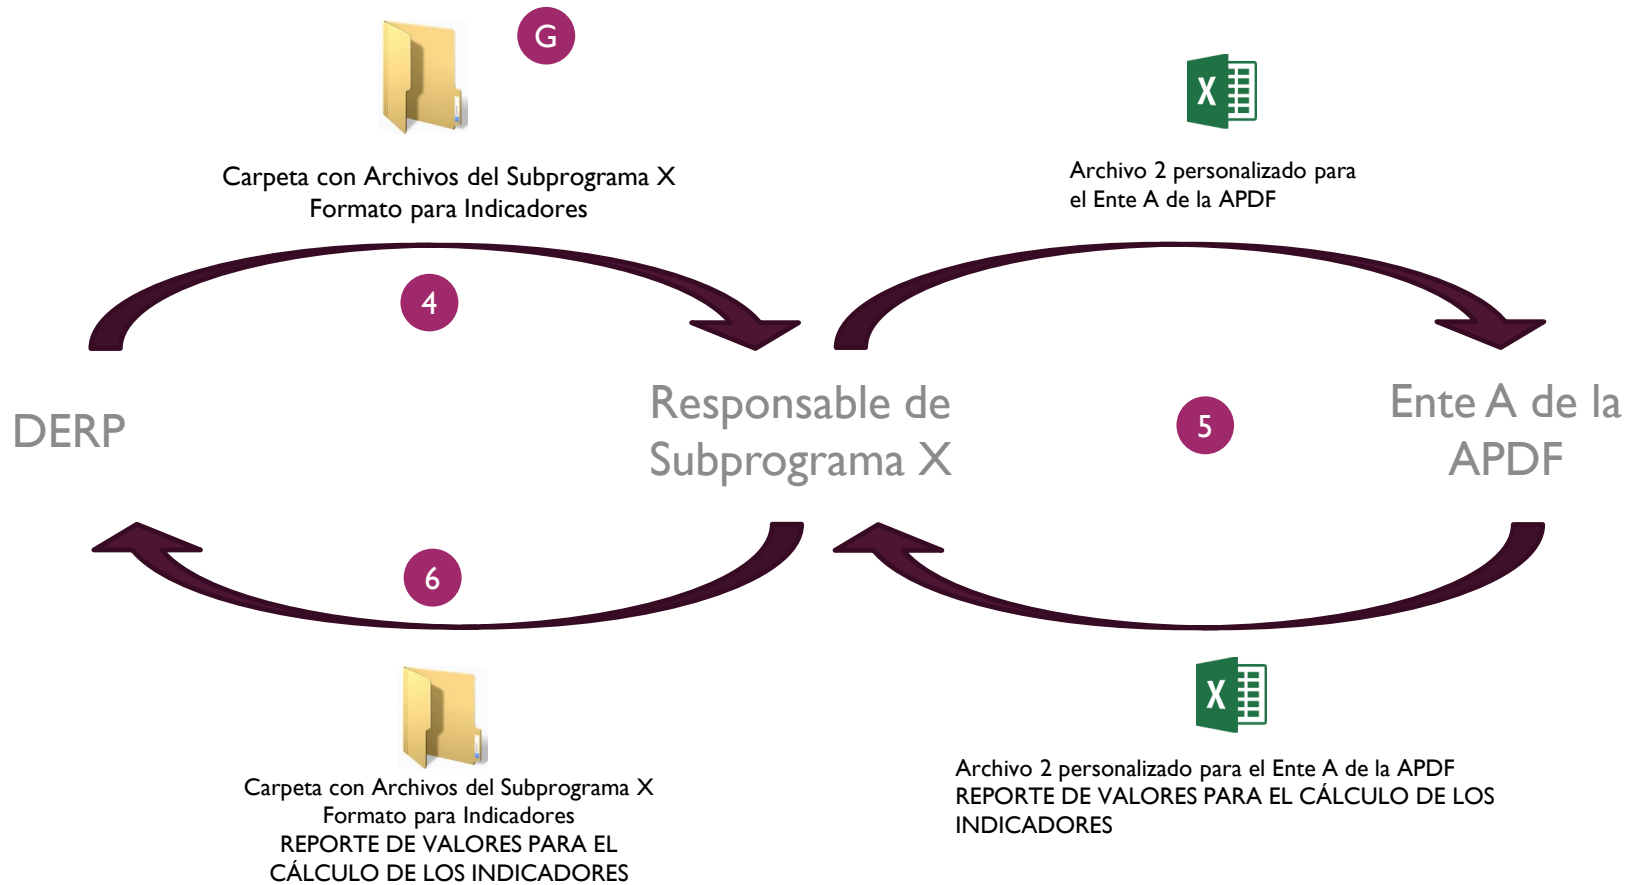 G
X
Carpeta con Archivos del Subprograma X
Formato para Indicadores
Archivo 2 personalizado para
el Ente A de la APDF
4
DERP
Responsable de
Subprograma X
5
Ente A de la
APDF
6
X
Carpeta con Archivos del Subprograma X
Formato para Indicadores
REPORTE DE VALORES PARA EL
CÁLCULO DE LOS INDICADORES
Archivo 2 personalizado para el Ente A de la APDF
REPORTE DE VALORES PARA EL CÁLCULO DE LOS
INDICADORES